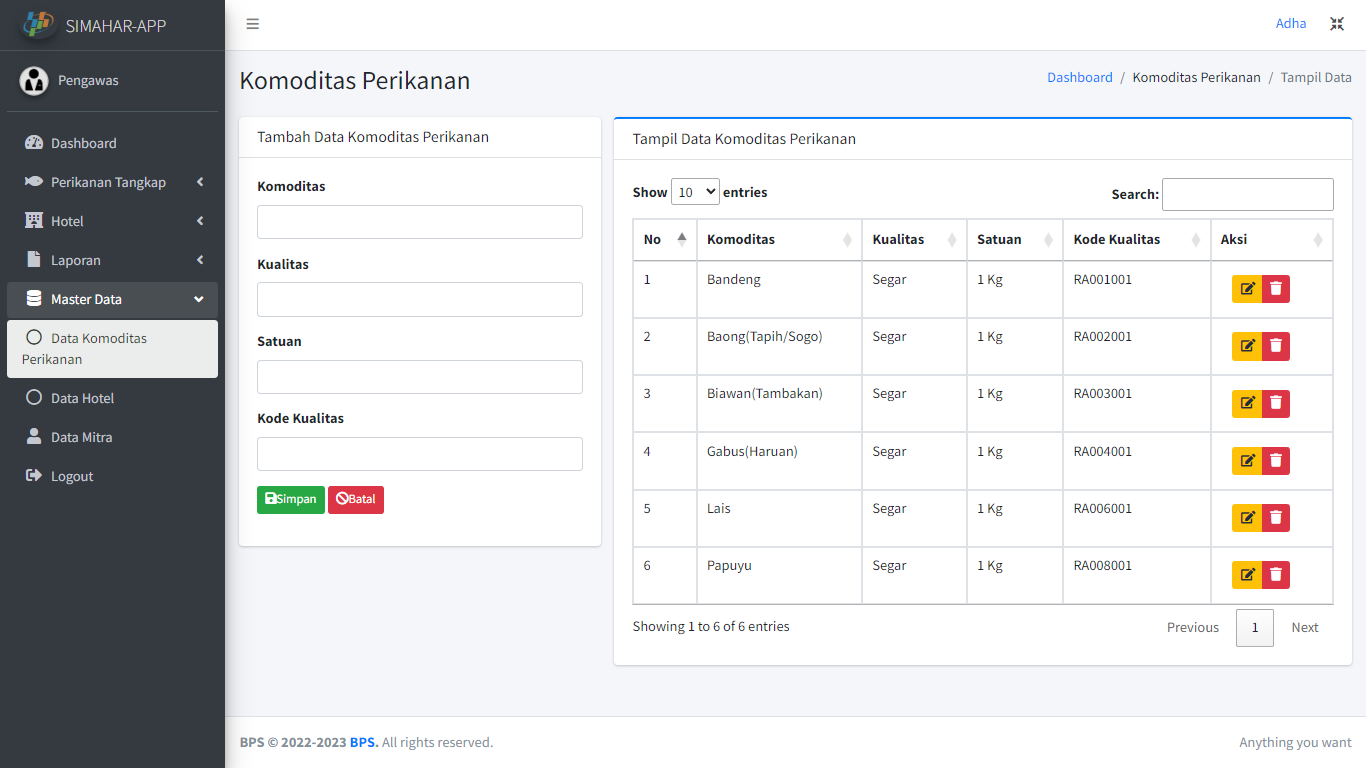 SIMAHAR-APP
Adha
Pengawas
Dashboard
Perikanan Tangkap
Hotel
Laporan
Master Data
Data Komoditas
Perikanan
Data Hotel
Data Mitra
Logout
Komoditas Perikanan
Dashboard / Komoditas Perikanan / Tampil Data
Tambah Data Komoditas Perikanan
Komoditas
Kualitas
Satuan
Kode Kualitas
Simpan Batal
Tampil Data Komoditas Perikanan
Show 10 entries
Search:
No Komoditas Kualitas Satuan Kode Kualitas Aksi
1 Bandeng Segar 1 Kg RA001001
2 Baong(Tapih/Sogo) Segar 1 Kg RA002001
3 Biawan(Tambakan) Segar 1 Kg RA003001
4 Gabus(Haruan) Segar 1 Kg RA004001
5 Lais Segar 1 Kg RA006001
6 Papuyu Segar 1 Kg RA008001
Showing 1 to 6 of 6 entries
Previous 1 Next
BPS © 2022-2023 BPS. All rights reserved.
Anything you want